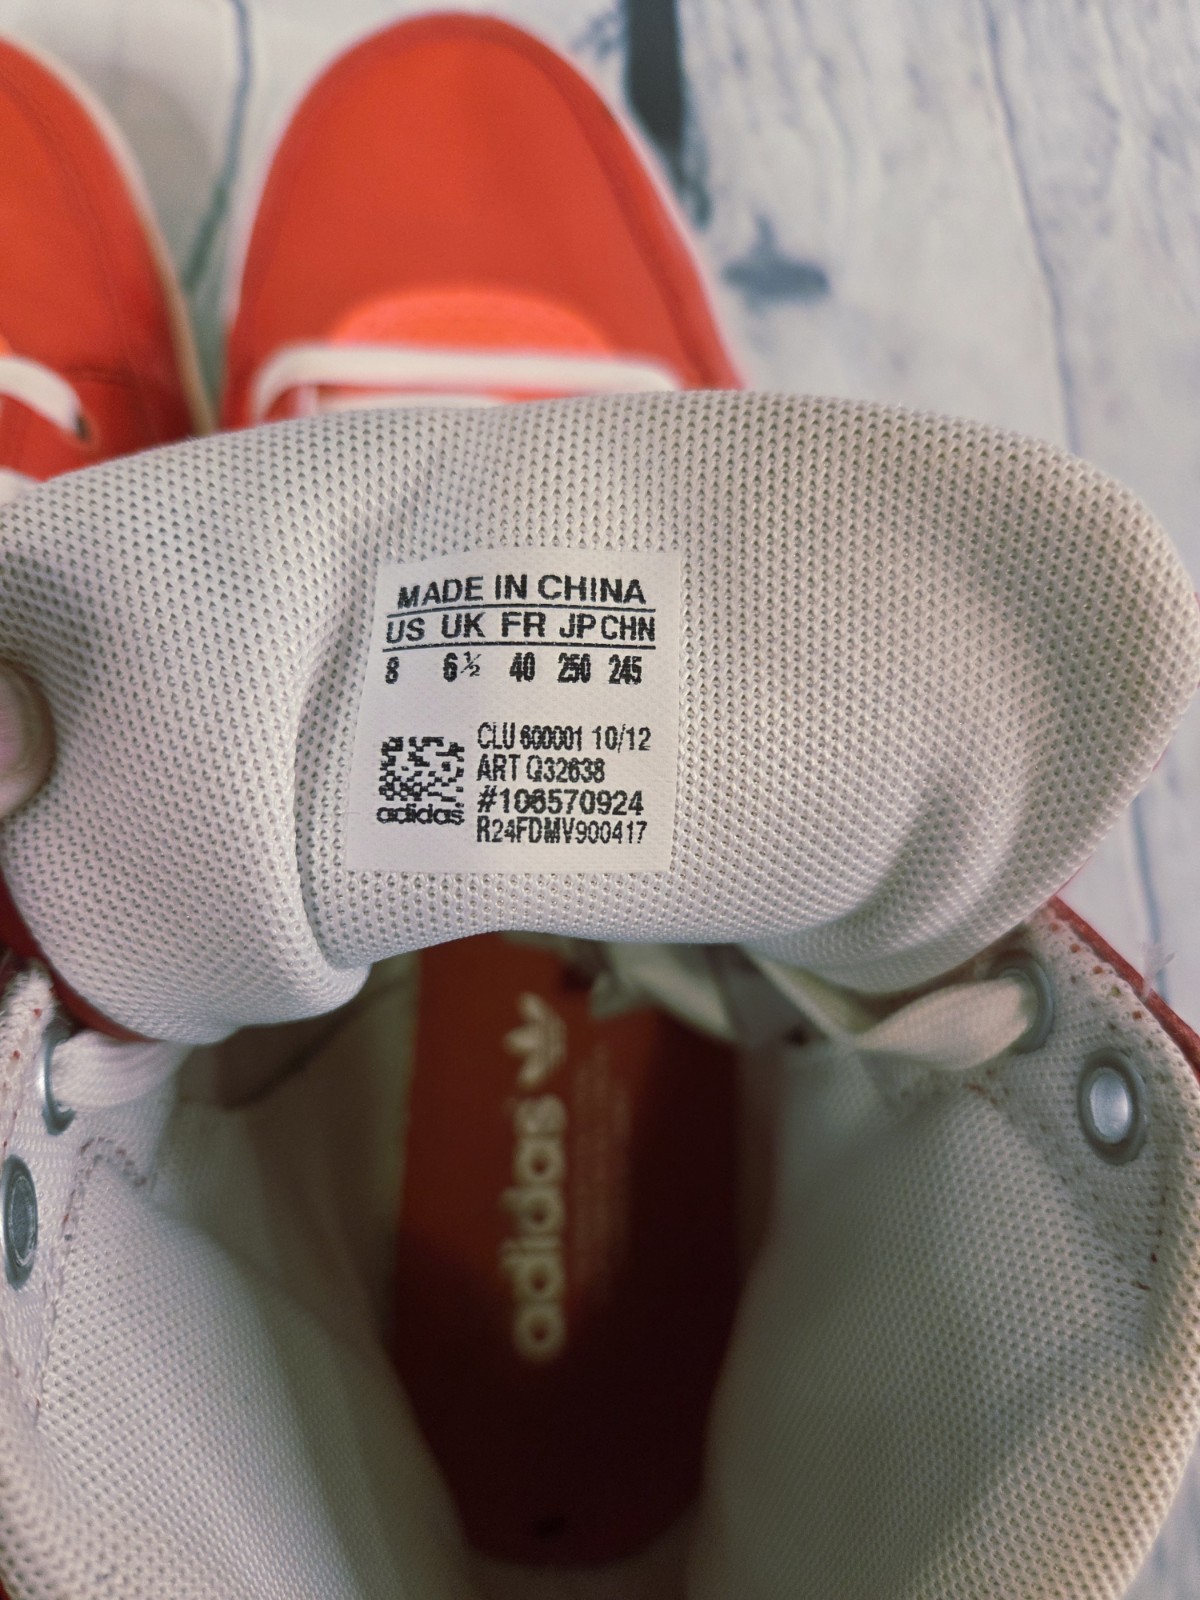 MADE IN CHINA
US UK FR JP CHN
8 6½ 40 250 245
CLU 600001 10/12
ART Q32638
#106570924
R24FDMV900417
adidas
adidas